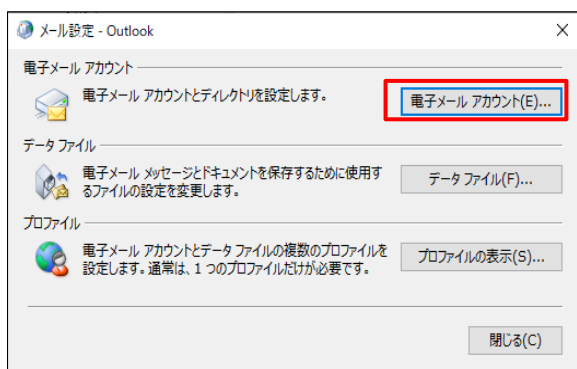 メール設定 - Outlook
電子メール アカウント
電子メール アカウントとディレクトリを設定します。
電子メール アカウント(E)...
データ ファイル
電子メール メッセージとドキュメントを保存するために使用す
るファイルの設定を変更します。
データ ファイル(F)...
プロファイル
電子メール アカウントとデータ ファイルの複数のプロファイルを
設定します。通常は、1 つのプロファイルだけが必要です。
プロファイルの表示(S)...
閉じる(C)